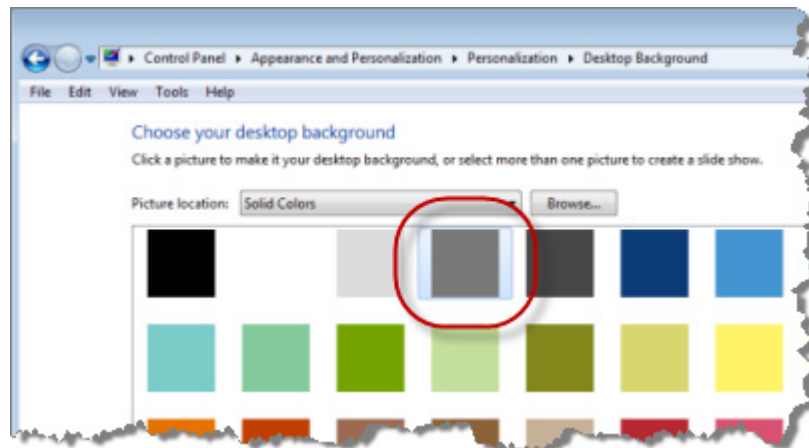 Control Panel ▸ Appearance and Personalization ▸ Personalization ▸ Desktop Background
File Edit View Tools Help
Choose your desktop background
Click a picture to make it your desktop background, or select more than one picture to create a slide show.
Picture location: Solid Colors Browse...